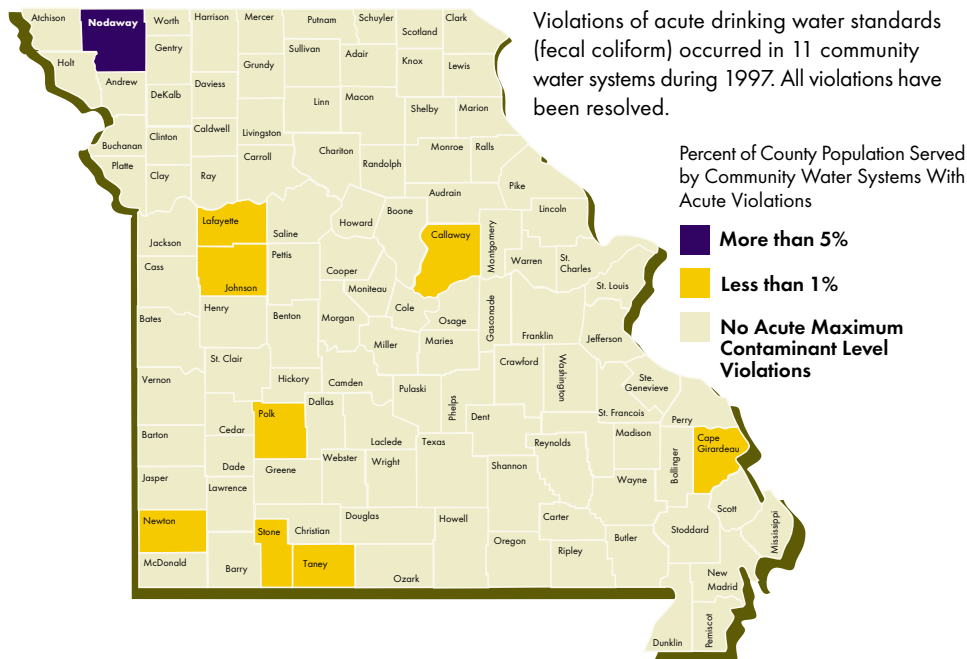 Violations of acute drinking water standards
(fecal coliform) occurred in 11 community
water systems during 1997. All violations have
been resolved.
Percent of County Population Served
by Community Water Systems With
Acute Violations
More than 5%
Less than 1%
No Acute Maximum
Contaminant Level
Violations
Atchison
Nodaway
Worth
Harrison
Mercer
Putnam
Schuyler
Scotland
Clark
Gentry
Sullivan
Adair
Knox
Lewis
Holt
Andrew
DeKalb
Daviess
Grundy
Linn
Macon
Shelby
Marion
Buchanan
Clinton
Caldwell
Livingston
Chariton
Randolph
Monroe
Ralls
Platte
Clay
Ray
Carroll
Audrain
Pike
Jackson
Lafayette
Saline
Howard
Boone
Callaway
Montgomery
Lincoln
Cass
Johnson
Pettis
Cooper
Moniteau
Cole
Osage
Gasconade
Warren
St.
Charles
St. Louis
Bates
Henry
Benton
Morgan
Miller
Maries
Franklin
Jefferson
Vernon
St. Clair
Hickory
Camden
Pulaski
Phelps
Crawford
Washington
Ste.
Genevieve
St. Francois
Perry
Barton
Cedar
Polk
Dallas
Laclede
Texas
Dent
Reynolds
Madison
Bollinger
Cape
Girardeau
Jasper
Dade
Greene
Webster
Wright
Shannon
Wayne
Lawrence
Newton
Stone
Christian
Douglas
Howell
Carter
Butler
Stoddard
Scott
Mississippi
McDonald
Barry
Taney
Ozark
Oregon
Ripley
New
Madrid
Dunklin
Pemiscot